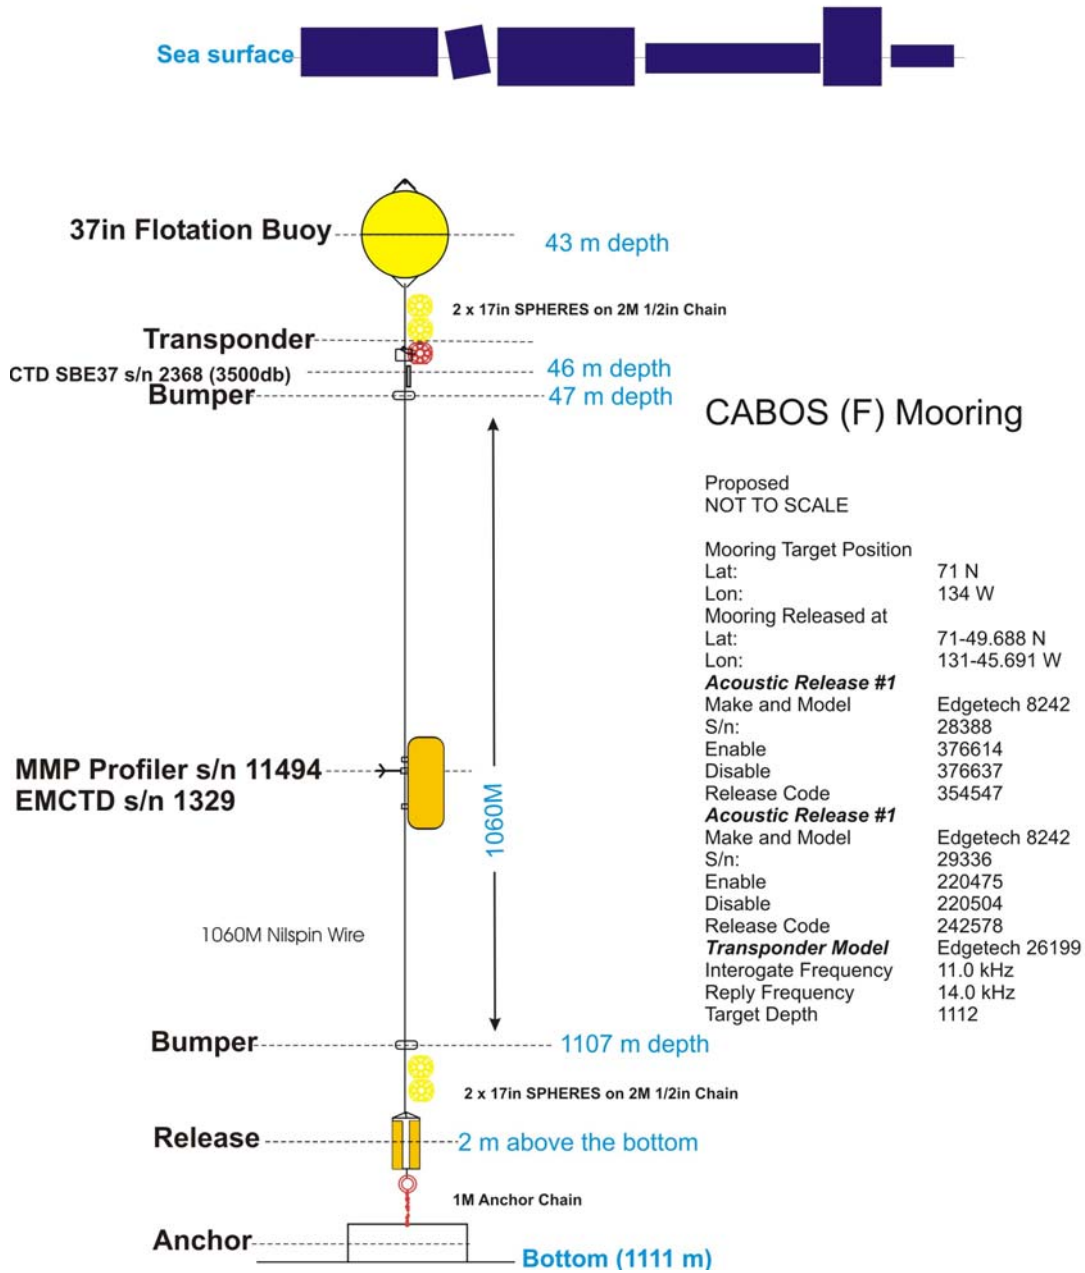 Sea surface
37in Flotation Buoy
43 m depth
2 x 17in SPHERES on 2M 1/2in Chain
Transponder
CTD SBE37 s/n 2368 (3500db)
46 m depth
Bumper
47 m depth
CABOS (F) Mooring
Proposed
NOT TO SCALE
Mooring Target Position
Lat: 71 N
Lon: 134 W
Mooring Released at
Lat: 71-49.688 N
Lon: 131-45.691 W
Acoustic Release #1
Make and Model Edgetech 8242
S/n: 28388
Enable 376614
Disable 376637
Release Code 354547
Acoustic Release #1
Make and Model Edgetech 8242
S/n: 29336
Enable 220475
Disable 220504
Release Code 242578
Transponder Model Edgetech 26199
Interogate Frequency 11.0 kHz
Reply Frequency 14.0 kHz
Target Depth 1112
MMP Profiler s/n 11494
EMCTD s/n 1329
1060M
1060M Nilspin Wire
Bumper
1107 m depth
2 x 17in SPHERES on 2M 1/2in Chain
Release
2 m above the bottom
1M Anchor Chain
Anchor
Bottom (1111 m)